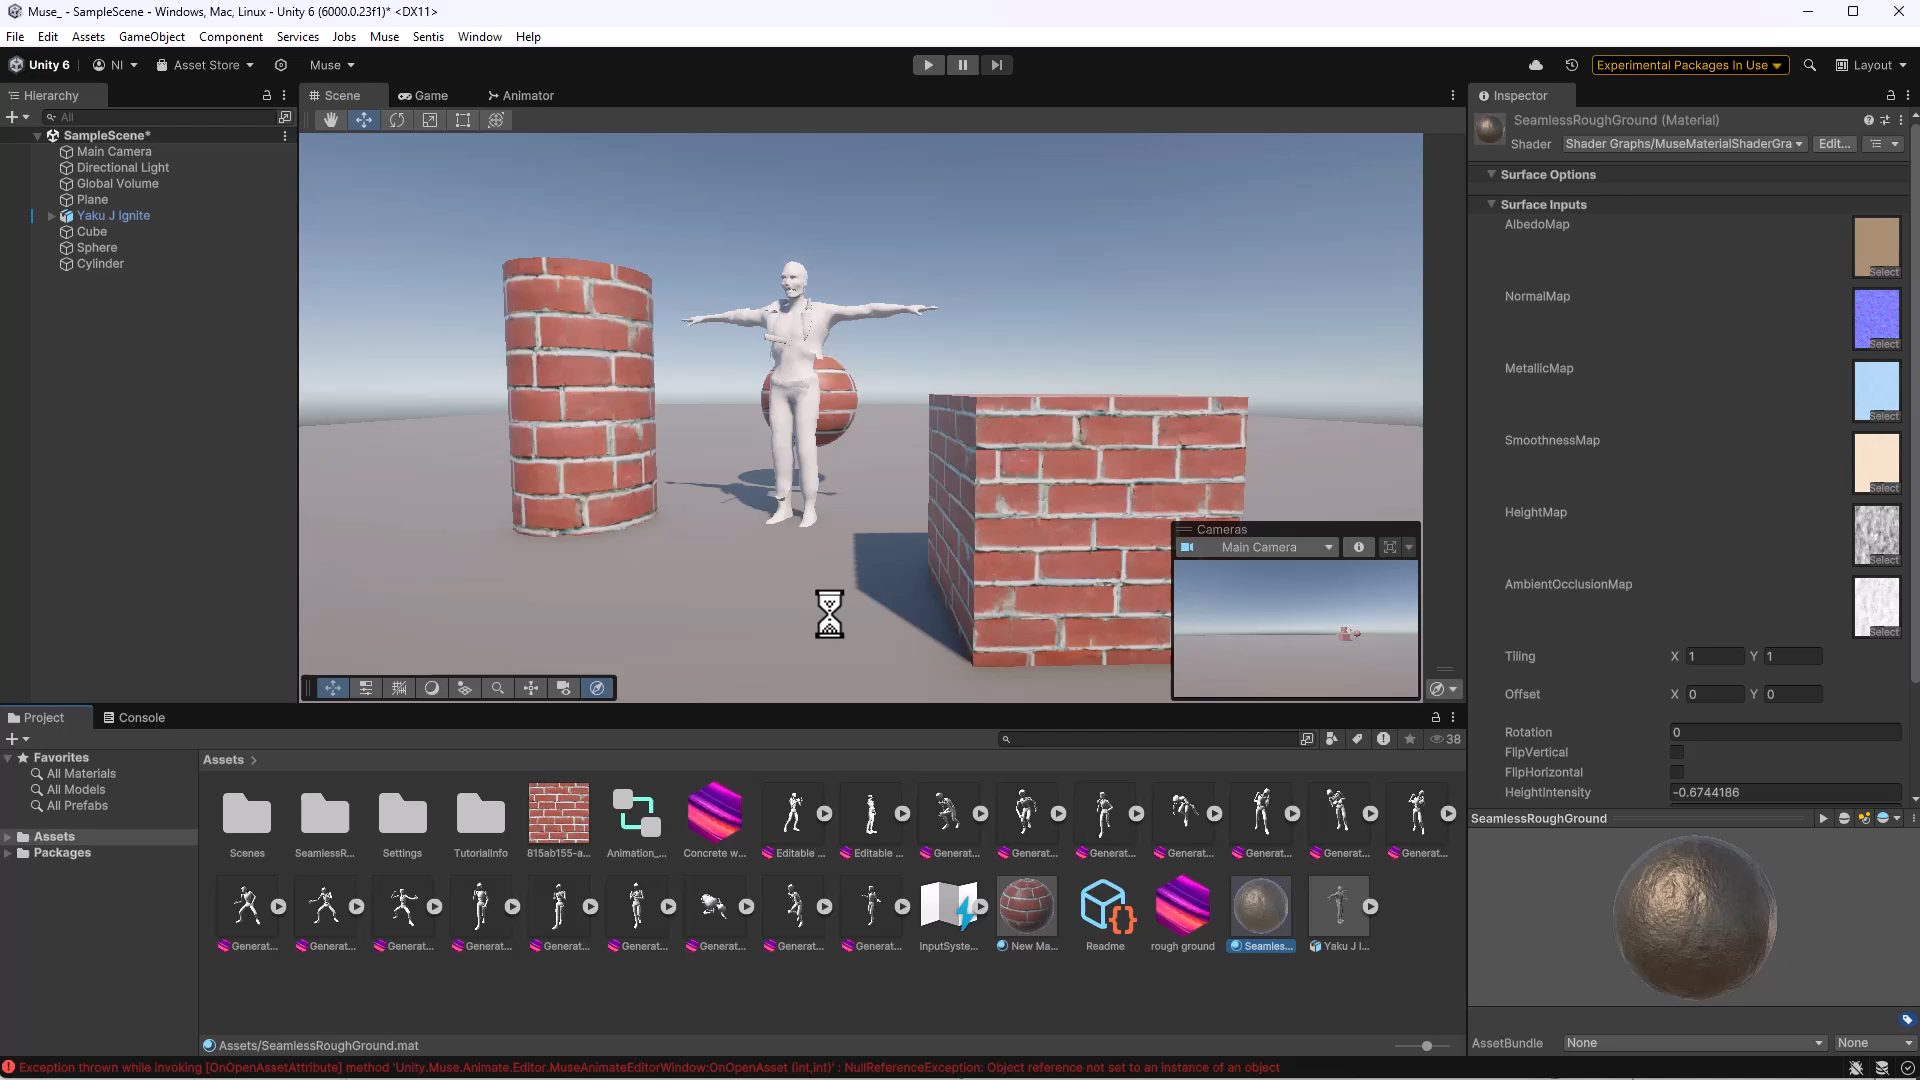 Muse_ - SampleScene - Windows, Mac, Linux - Unity 6 (6000.0.23f1)* <DX11>
File Edit Assets GameObject Component Services Jobs Muse Sentis Window Help
Unity 6 NI Asset Store Muse Experimental Packages In Use Layout
Hierarchy
All
SampleScene*
Main Camera
Directional Light
Global Volume
Plane
Yaku J Ignite
Cube
Sphere
Cylinder
Scene Game Animator
Cameras
Main Camera
Inspector
SeamlessRoughGround (Material)
Shader Shader Graphs/MuseMaterialShaderGra Edit...
Surface Options
Surface Inputs
AlbedoMap
Select
NormalMap
Select
MetallicMap
Select
SmoothnessMap
Select
HeightMap
Select
AmbientOcclusionMap
Select
Tiling X 1 Y 1
Offset X 0 Y 0
Rotation 0
FlipVertical
FlipHorizontal
HeightIntensity -0.6744186
SeamlessRoughGround
AssetBundle None None
Project Console
38
Favorites
All Materials
All Models
All Prefabs
Assets
Packages
Assets
Scenes SeamlessR... Settings TutorialInfo 815ab155-a... Animation_... Concrete w... Editable ... Editable ... Generat... Generat... Generat... Generat... Generat... Generat... Generat...
Generat... Generat... Generat... Generat... Generat... Generat... Generat... Generat... Generat... InputSyste... New Ma... Readme rough ground Seamles... Yaku J I...
Assets/SeamlessRoughGround.mat
Exception thrown while invoking [OnOpenAssetAttribute] method 'Unity.Muse.Animate.Editor.MuseAnimateEditorWindow:OnOpenAsset (int,int)' : NullReferenceException: Object reference not set to an instance of an object